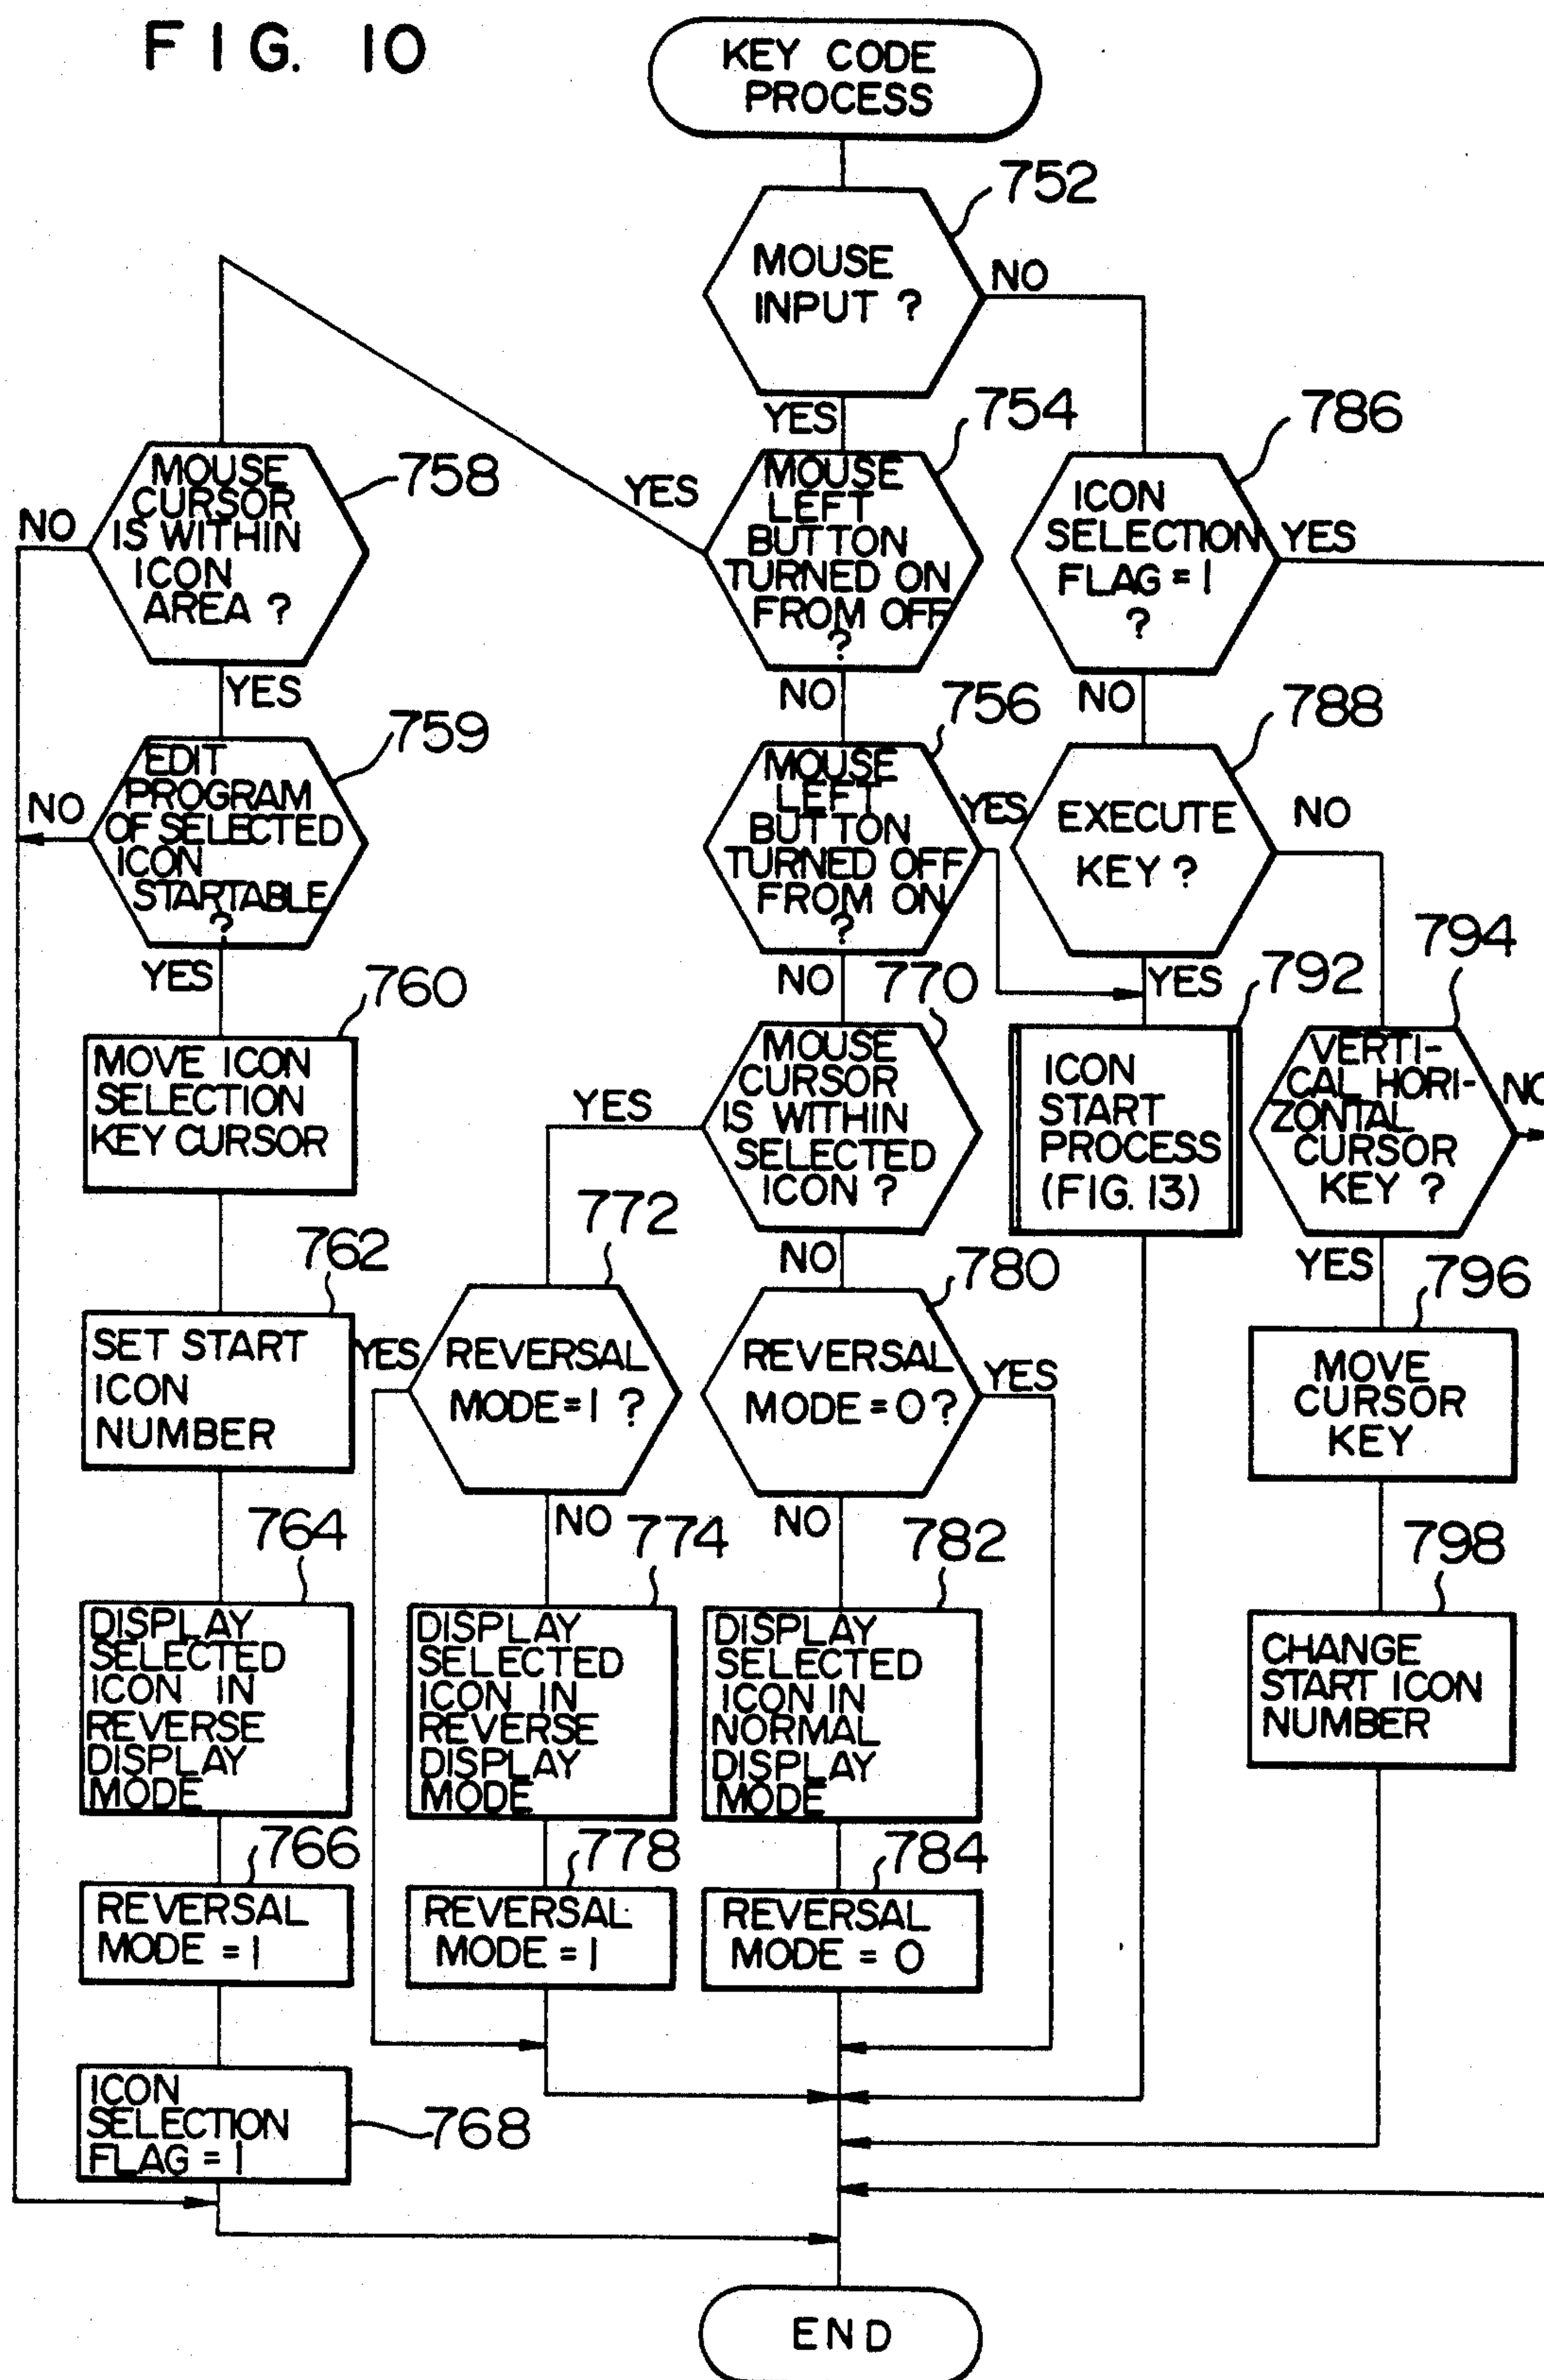 FIG. 10
KEY CODE
PROCESS
752
MOUSE
INPUT ?
NO
YES
754
MOUSE
LEFT
BUTTON
TURNED ON
FROM OFF
?
YES
NO
786
ICON
SELECTION
FLAG = 1
?
YES
NO
758
MOUSE
CURSOR
IS WITHIN
ICON
AREA ?
NO
YES
759
EDIT
PROGRAM
OF SELECTED
ICON
STARTABLE
?
NO
YES
756
MOUSE
LEFT
BUTTON
TURNED OFF
FROM ON
?
YES
NO
788
EXECUTE
KEY ?
NO
YES
760
MOVE ICON
SELECTION
KEY CURSOR
770
MOUSE
CURSOR
IS WITHIN
SELECTED
ICON ?
YES
NO
792
ICON
START
PROCESS
(FIG. 13)
794
VERTI-
CAL HORI-
ZONTAL
CURSOR
KEY ?
NO
YES
762
SET START
ICON
NUMBER
772
REVERSAL
MODE = 1 ?
YES
NO
780
REVERSAL
MODE = 0 ?
YES
NO
796
MOVE
CURSOR
KEY
764
DISPLAY
SELECTED
ICON IN
REVERSE
DISPLAY
MODE
774
DISPLAY
SELECTED
ICON IN
REVERSE
DISPLAY
MODE
782
DISPLAY
SELECTED
ICON IN
NORMAL
DISPLAY
MODE
798
CHANGE
START ICON
NUMBER
766
REVERSAL
MODE = 1
778
REVERSAL
MODE = 1
784
REVERSAL
MODE = 0
768
ICON
SELECTION
FLAG = 1
END